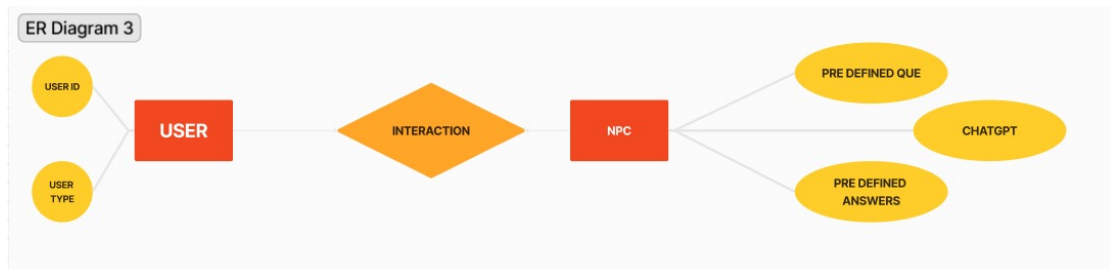 ER Diagram 3
USER ID
USER
TYPE
USER
INTERACTION
NPC
PRE DEFINED QUE
CHATGPT
PRE DEFINED
ANSWERS